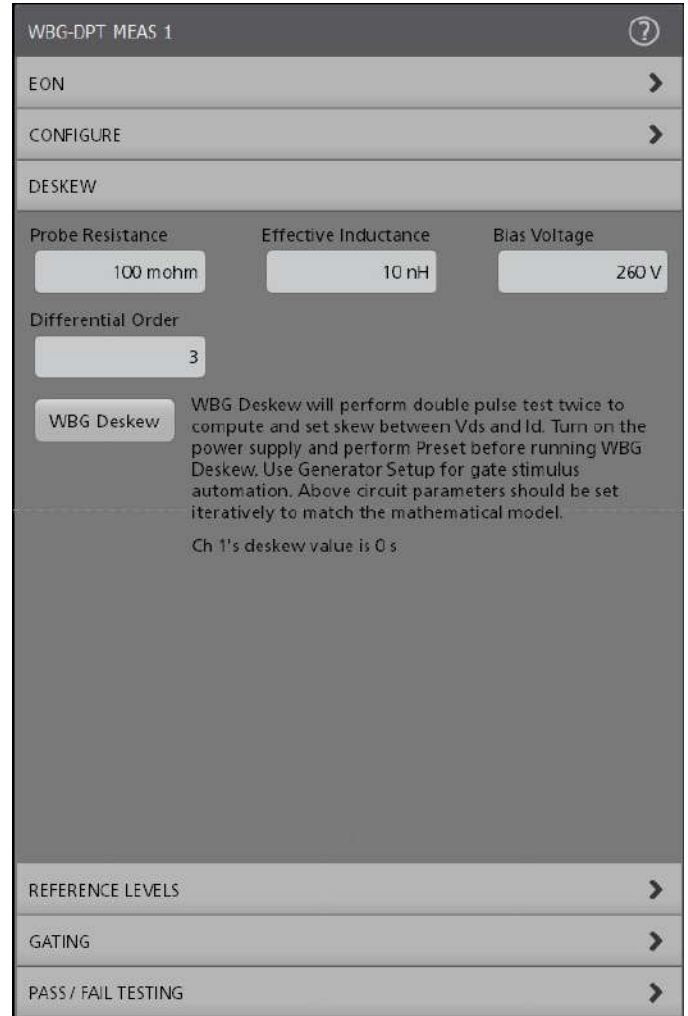 WBG-DPT MEAS 1
EON
CONFIGURE
DESKEW
Probe Resistance Effective Inductance Bias Voltage
100 mohm 10 nH 260 V
Differential Order
3
WBG Deskew
WBG Deskew will perform double pulse test twice to
compute and set skew between Vds and Id. Turn on the
power supply and perform Preset before running WBG
Deskew. Use Generator Setup for gate stimulus
automation. Above circuit parameters should be set
iteratively to match the mathematical model.
Ch 1's deskew value is 0 s
REFERENCE LEVELS
GATING
PASS / FAIL TESTING